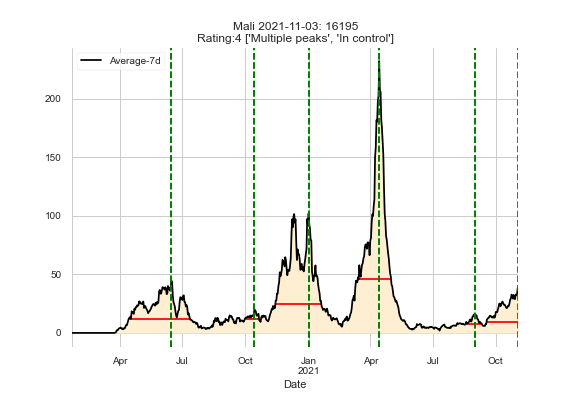 Mali 2021-11-03: 16195
Rating:4 ['Multiple peaks', 'In control']
Average-7d
200
150
100
50
0
Apr Jul Oct Jan Apr Jul Oct
2021
Date